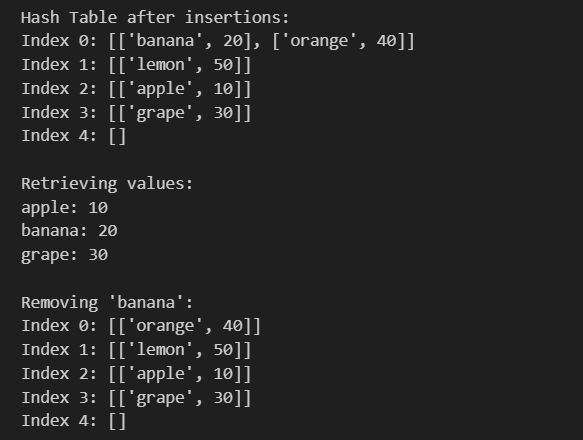 Hash Table after insertions:
Index 0: [['banana', 20], ['orange', 40]]
Index 1: [['lemon', 50]]
Index 2: [['apple', 10]]
Index 3: [['grape', 30]]
Index 4: []

Retrieving values:
apple: 10
banana: 20
grape: 30

Removing 'banana':
Index 0: [['orange', 40]]
Index 1: [['lemon', 50]]
Index 2: [['apple', 10]]
Index 3: [['grape', 30]]
Index 4: []